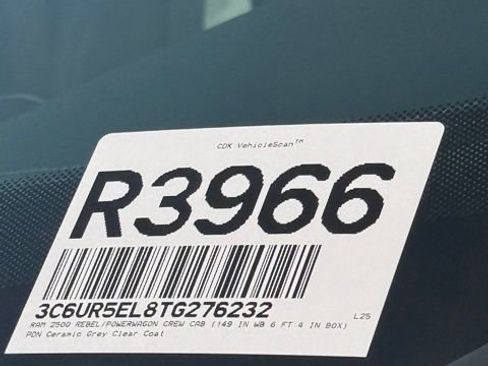 CDK VehicleScan™
R3966
3C6UR5EL8TG276232
L25
RAM 2500 REBEL/POWERWAGON CREW CAB (149 IN WB 6 FT 4 IN BOX)
PDN Ceramic Grey Clear Coat